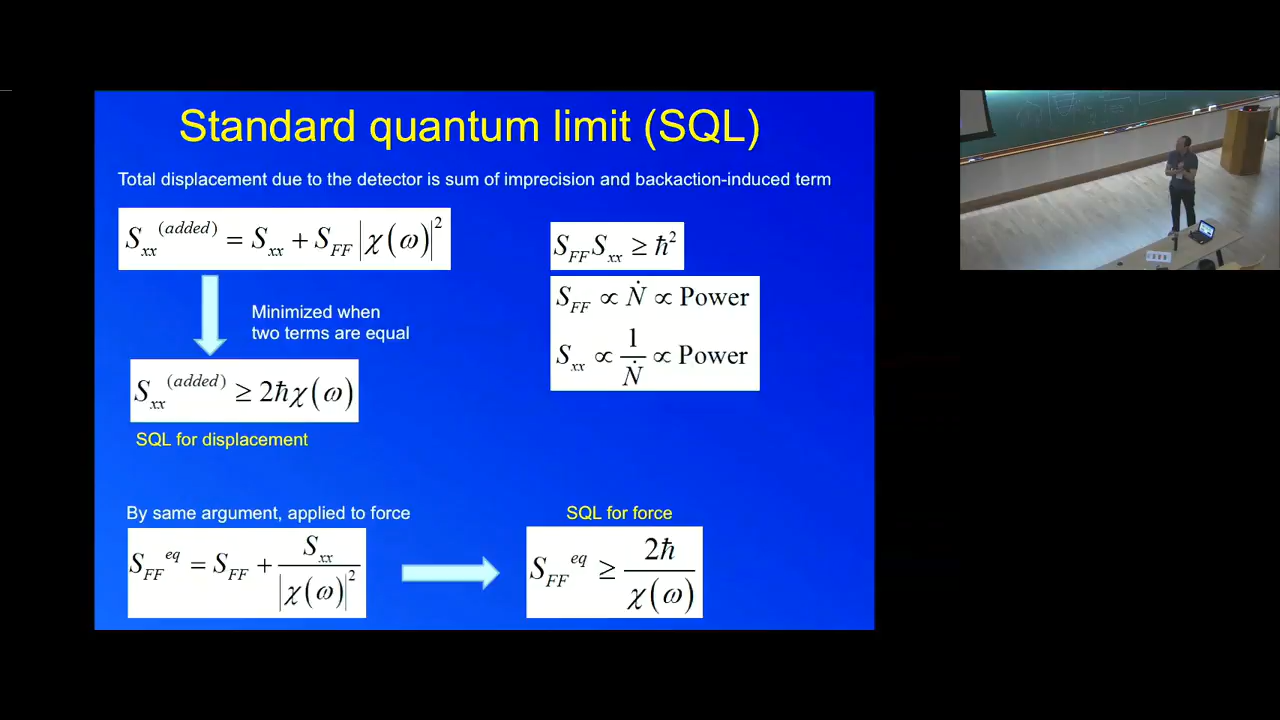 Standard quantum limit (SQL)
Total displacement due to the detector is sum of imprecision and backaction-induced term
S_xx^(added) = S_xx + S_FF |χ(ω)|^2
S_FF S_xx ≥ ħ^2
S_FF ∝ Ṅ ∝ Power
S_xx ∝ 1/Ṅ ∝ Power
Minimized when
two terms are equal
S_xx^(added) ≥ 2ħχ(ω)
SQL for displacement
By same argument, applied to force
S_FF^eq = S_FF + S_xx/|χ(ω)|^2
SQL for force
S_FF^eq ≥ 2ħ/χ(ω)